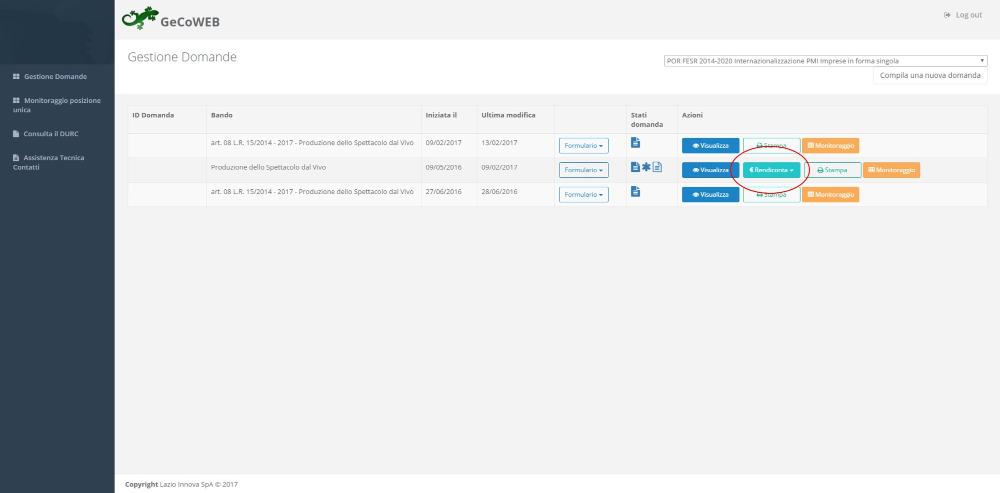 GeCoWEB
Log out
Gestione Domande
Monitoraggio posizione
unica
Consulta il DURC
Assistenza Tecnica
Contatti
Gestione Domande
POR FESR 2014-2020 Internazionalizzazione PMI Imprese in forma singola
Compila una nuova domanda
ID Domanda Bando Iniziata il Ultima modifica Stati domanda Azioni
art. 08 L.R. 15/2014 - 2017 - Produzione dello Spettacolo dal Vivo 09/02/2017 13/02/2017 Formulario Visualizza Stampa Monitoraggio
Produzione dello Spettacolo dal Vivo 09/05/2016 09/02/2017 Formulario Visualizza € Rendiconta Stampa Monitoraggio
art. 08 L.R. 15/2014 - 2017 - Produzione dello Spettacolo dal Vivo 27/06/2016 28/06/2016 Formulario Visualizza Stampa Monitoraggio
Copyright Lazio Innova SpA © 2017